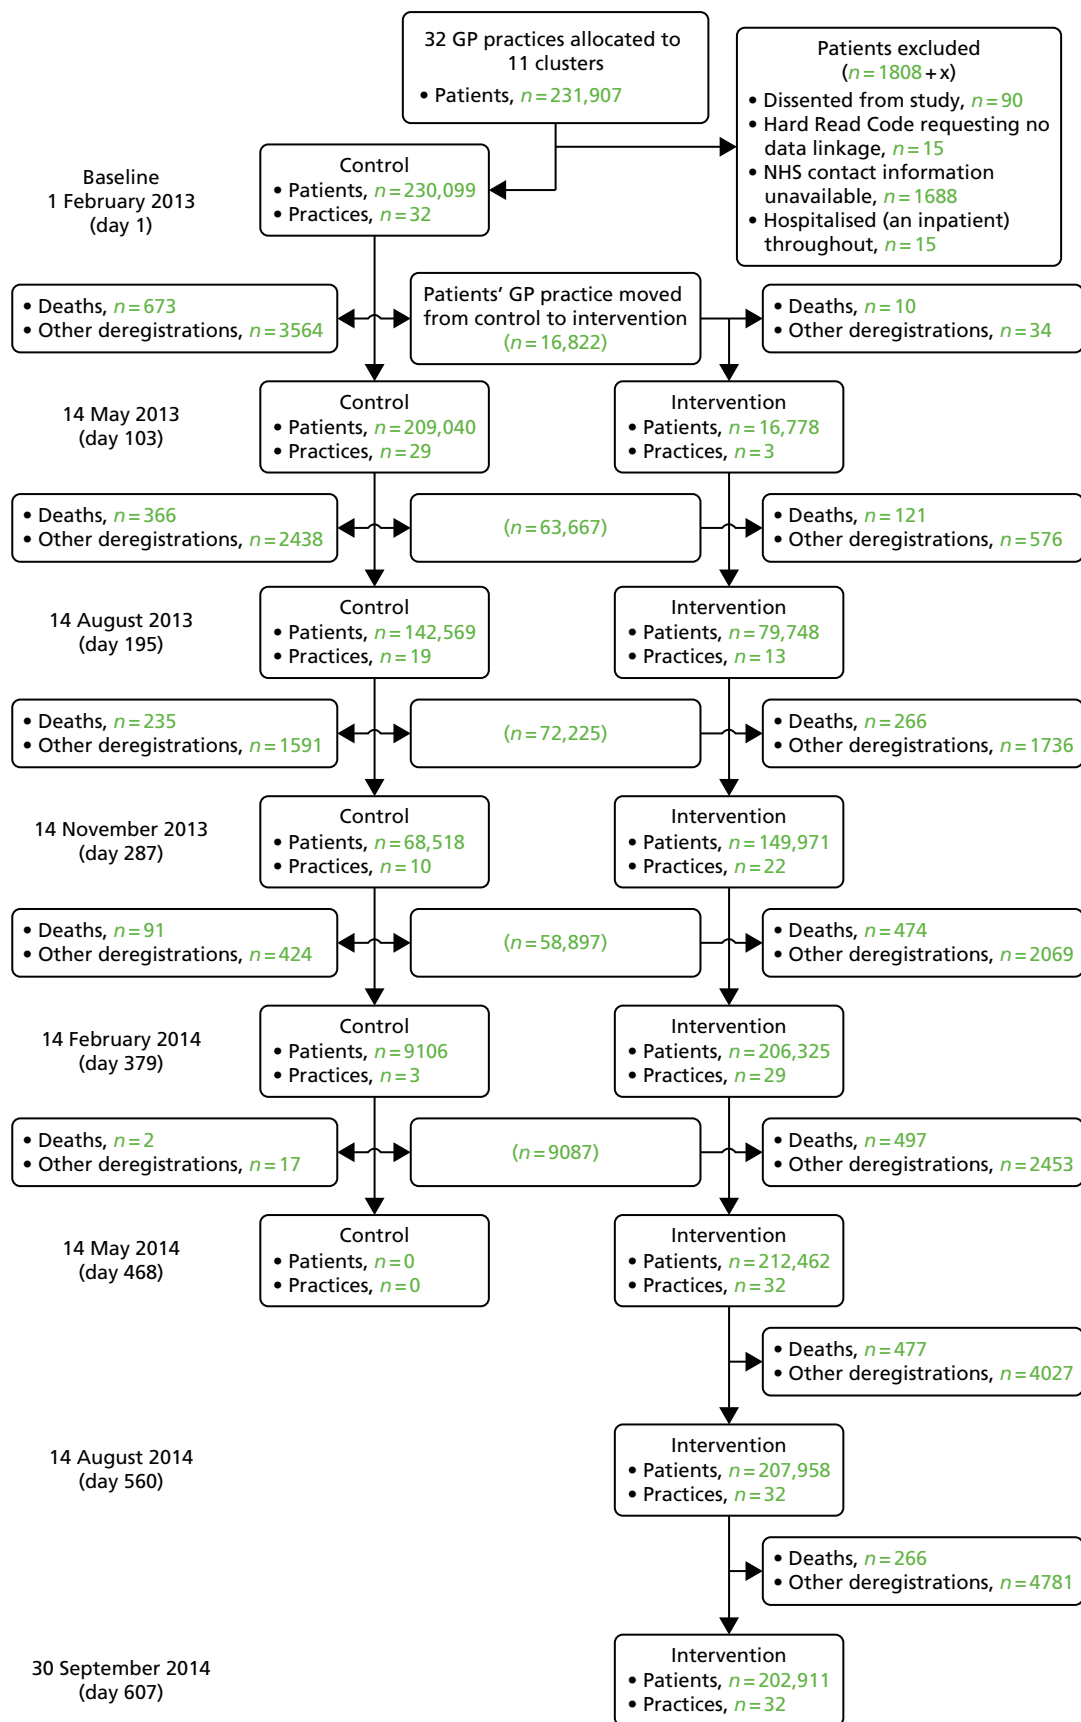 32 GP practices allocated to
11 clusters
• Patients, n=231,907
Patients excluded
(n=1808+x)
• Dissented from study, n=90
• Hard Read Code requesting no
data linkage, n=15
• NHS contact information
unavailable, n=1688
• Hospitalised (an inpatient)
throughout, n=15
Baseline
1 February 2013
(day 1)
Control
• Patients, n=230,099
• Practices, n=32
• Deaths, n=673
• Other deregistrations, n=3564
Patients' GP practice moved
from control to intervention
(n=16,822)
• Deaths, n=10
• Other deregistrations, n=34
14 May 2013
(day 103)
Control
• Patients, n=209,040
• Practices, n=29
Intervention
• Patients, n=16,778
• Practices, n=3
• Deaths, n=366
• Other deregistrations, n=2438
(n=63,667)
• Deaths, n=121
• Other deregistrations, n=576
14 August 2013
(day 195)
Control
• Patients, n=142,569
• Practices, n=19
Intervention
• Patients, n=79,748
• Practices, n=13
• Deaths, n=235
• Other deregistrations, n=1591
(n=72,225)
• Deaths, n=266
• Other deregistrations, n=1736
14 November 2013
(day 287)
Control
• Patients, n=68,518
• Practices, n=10
Intervention
• Patients, n=149,971
• Practices, n=22
• Deaths, n=91
• Other deregistrations, n=424
(n=58,897)
• Deaths, n=474
• Other deregistrations, n=2069
14 February 2014
(day 379)
Control
• Patients, n=9106
• Practices, n=3
Intervention
• Patients, n=206,325
• Practices, n=29
• Deaths, n=2
• Other deregistrations, n=17
(n=9087)
• Deaths, n=497
• Other deregistrations, n=2453
14 May 2014
(day 468)
Control
• Patients, n=0
• Practices, n=0
Intervention
• Patients, n=212,462
• Practices, n=32
• Deaths, n=477
• Other deregistrations, n=4027
14 August 2014
(day 560)
Intervention
• Patients, n=207,958
• Practices, n=32
• Deaths, n=266
• Other deregistrations, n=4781
30 September 2014
(day 607)
Intervention
• Patients, n=202,911
• Practices, n=32